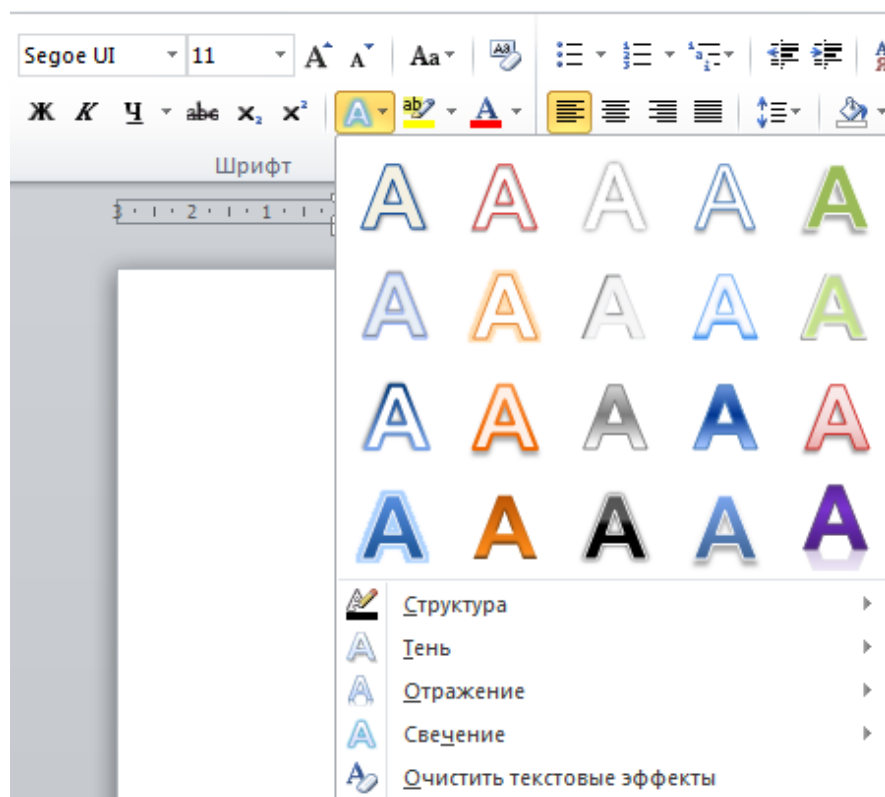 Segoe UI 11 Aa
Ж К Ч abc x₂ x²
Шрифт
3 2 1
Структура
Тень
Отражение
Свечение
Очистить текстовые эффекты